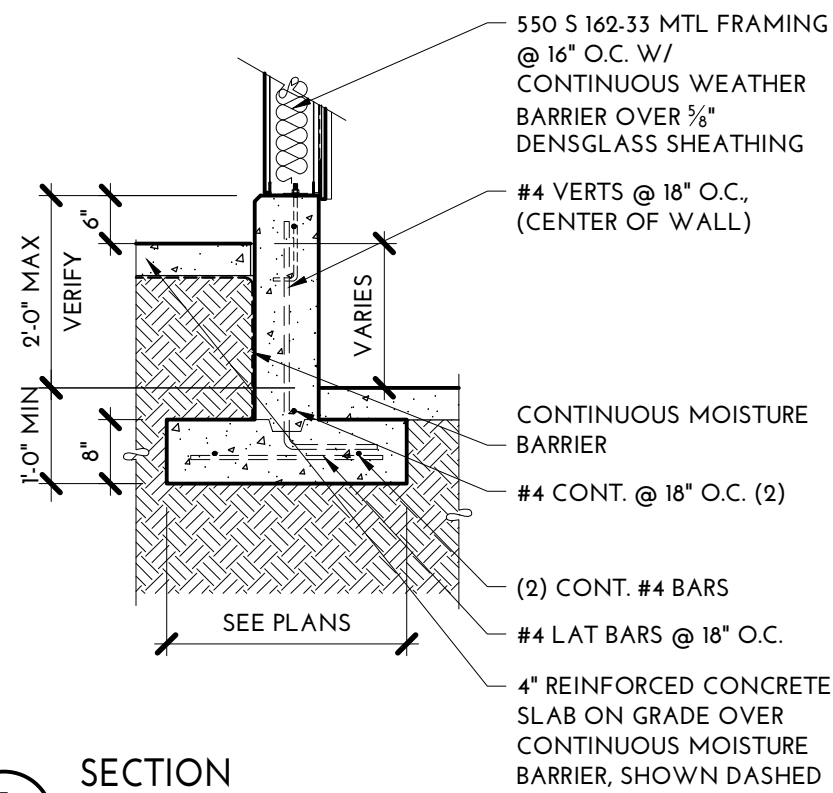 550 S 162-33 MTL FRAMING
@ 16" O.C. W/
CONTINUOUS WEATHER
BARRIER OVER ⅝"
DENSGLASS SHEATHING
#4 VERTS @ 18" O.C.,
(CENTER OF WALL)
6"
2'-0" MAX
VERIFY
VARIES
1'-0" MIN
8"
CONTINUOUS MOISTURE
BARRIER
#4 CONT. @ 18" O.C. (2)
(2) CONT. #4 BARS
SEE PLANS
#4 LAT BARS @ 18" O.C.
4" REINFORCED CONCRETE
SLAB ON GRADE OVER
CONTINUOUS MOISTURE
BARRIER, SHOWN DASHED
SECTION